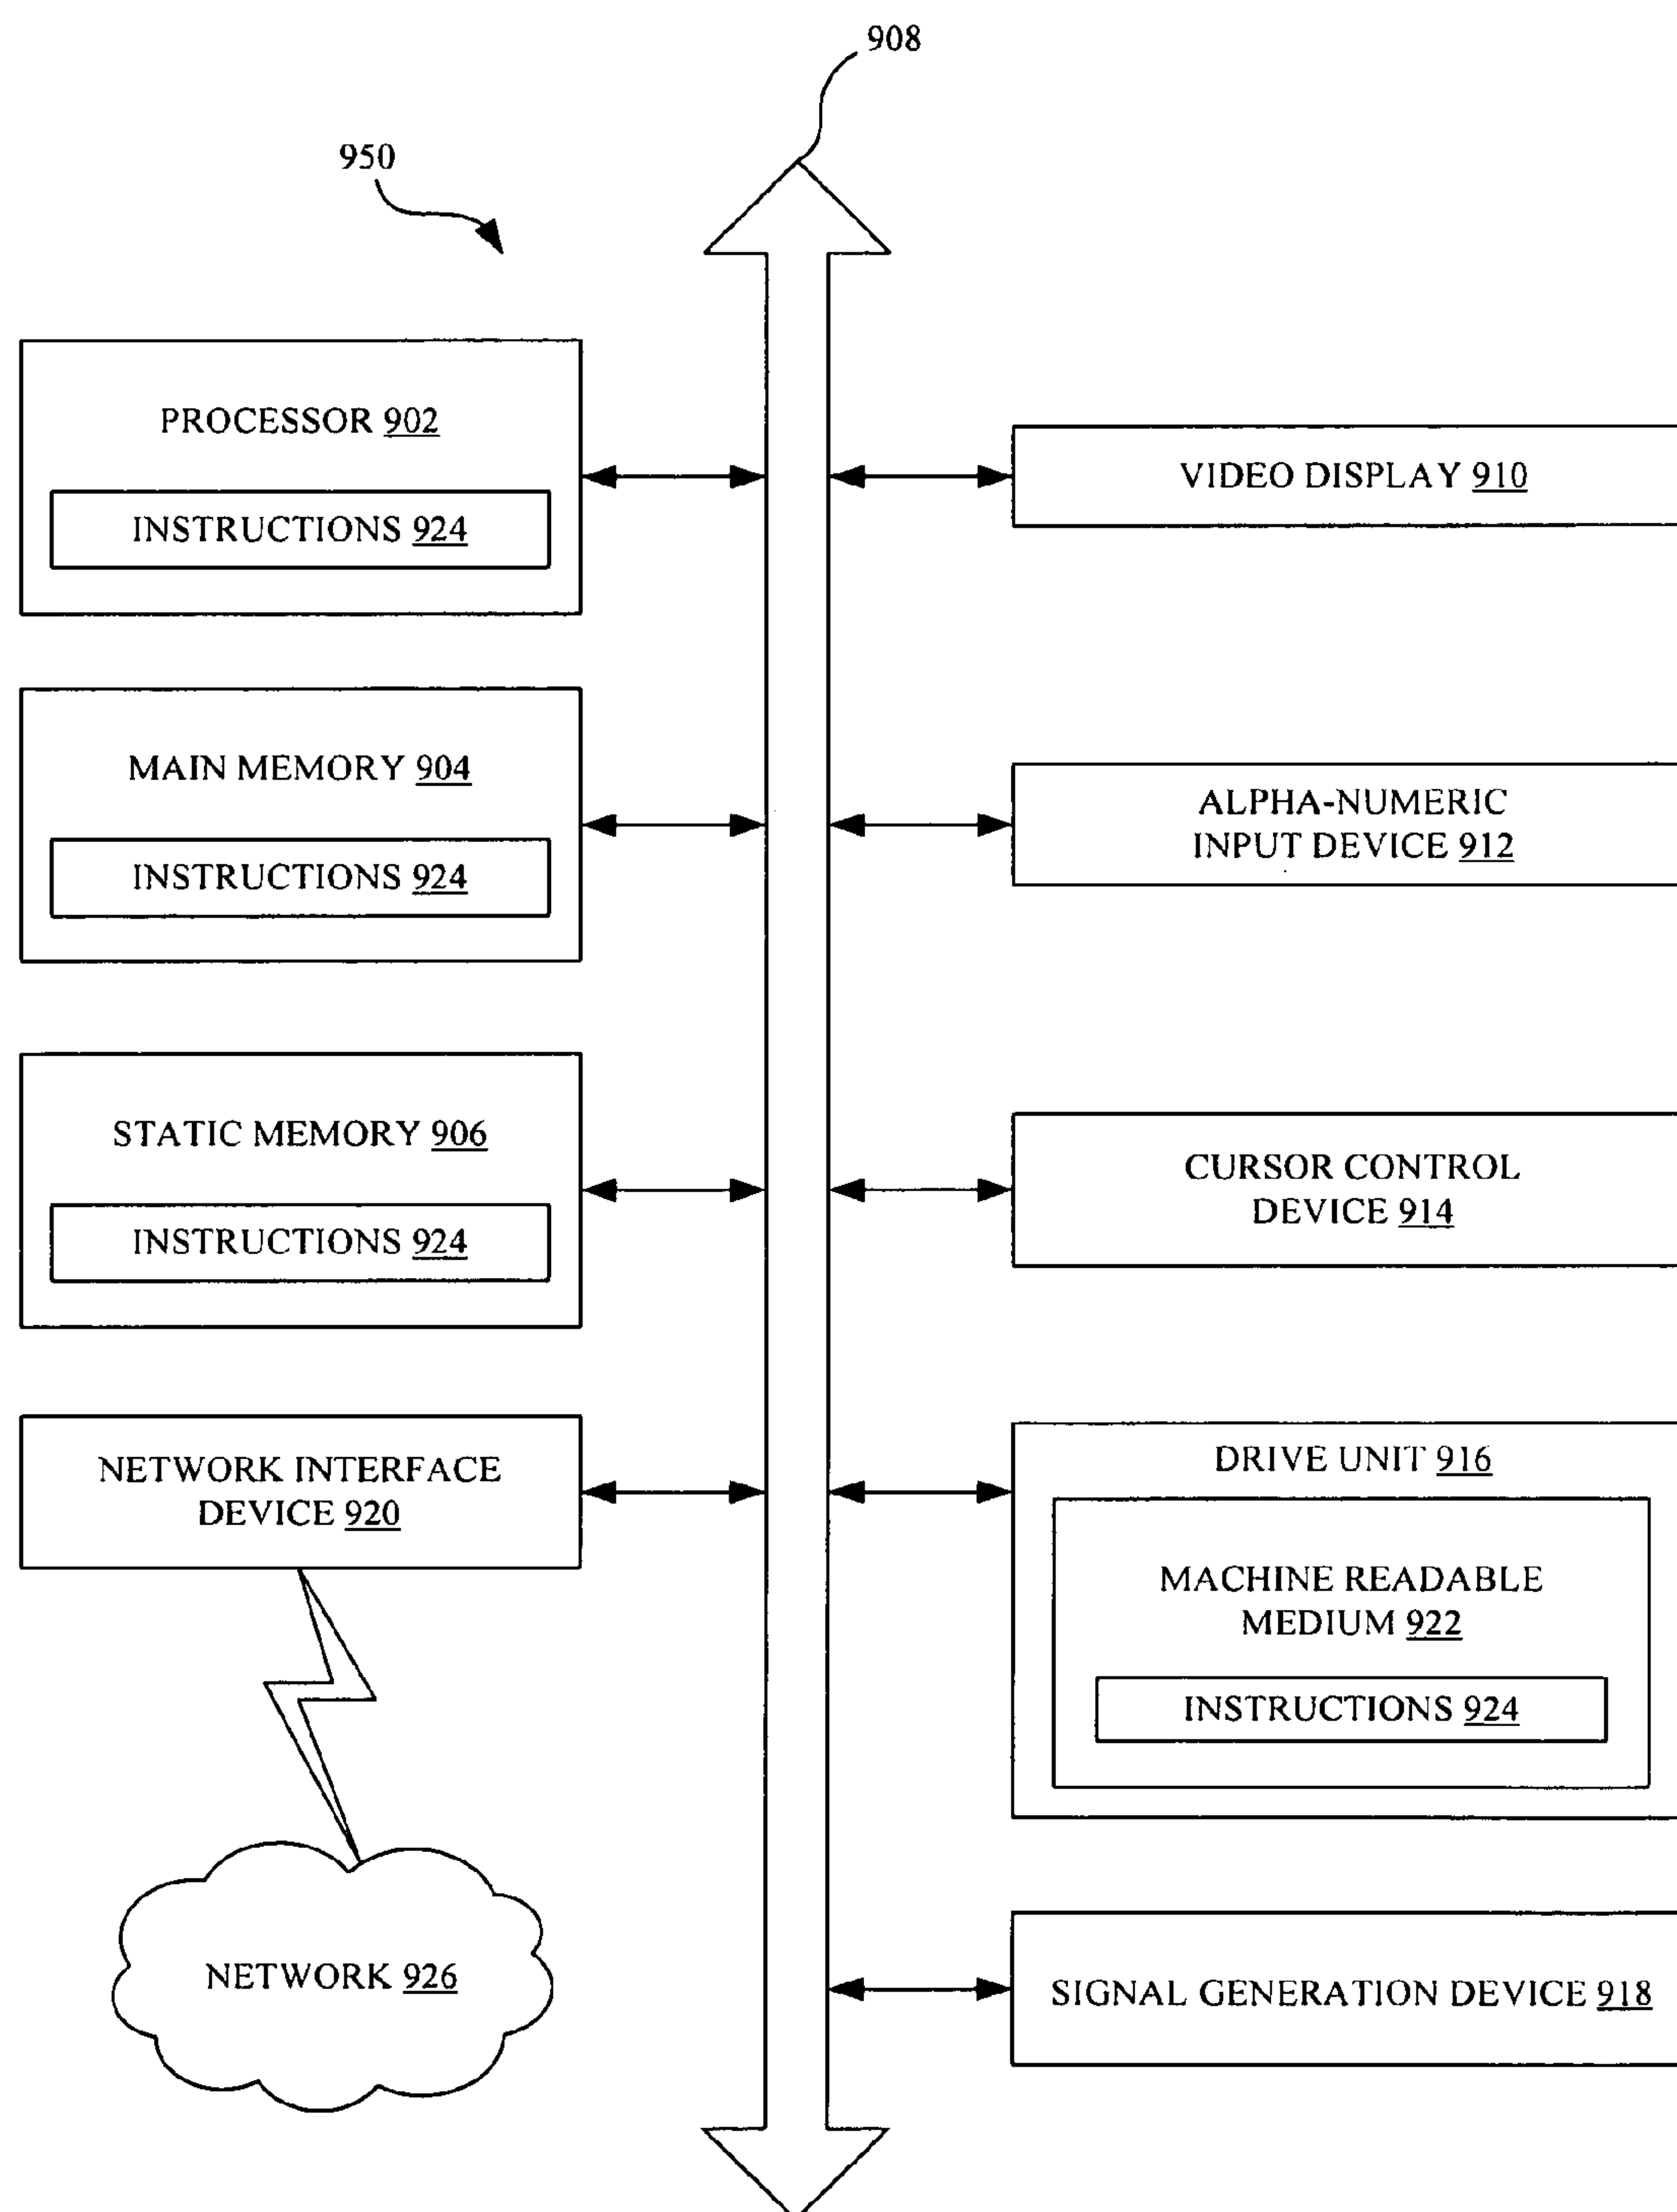 908
950
PROCESSOR 902
INSTRUCTIONS 924
MAIN MEMORY 904
INSTRUCTIONS 924
STATIC MEMORY 906
INSTRUCTIONS 924
NETWORK INTERFACE
DEVICE 920
NETWORK 926
VIDEO DISPLAY 910
ALPHA-NUMERIC
INPUT DEVICE 912
CURSOR CONTROL
DEVICE 914
DRIVE UNIT 916
MACHINE READABLE
MEDIUM 922
INSTRUCTIONS 924
SIGNAL GENERATION DEVICE 918